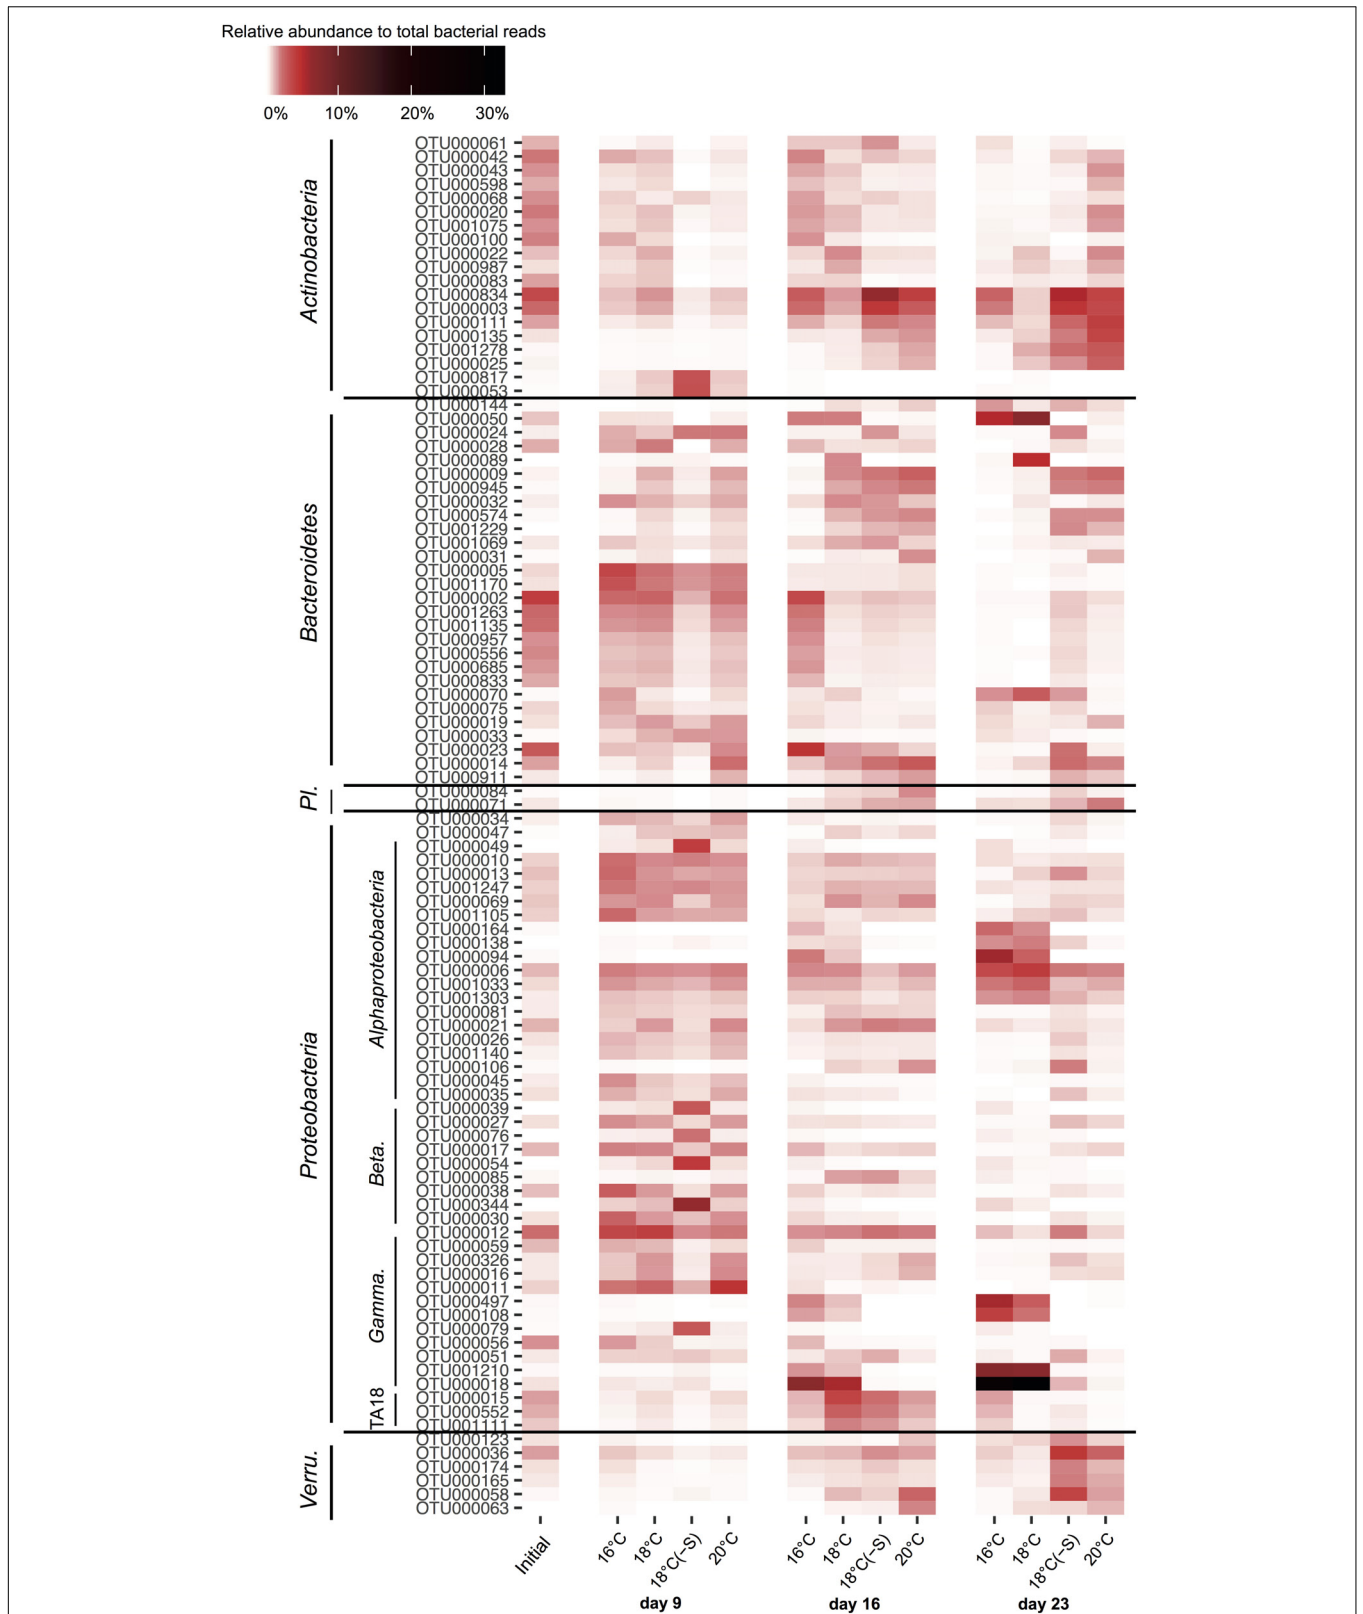 Relative abundance to total bacterial reads
0% 10% 20% 30%
Actinobacteria
OTU000061
OTU000042
OTU000043
OTU000598
OTU000068
OTU000020
OTU001075
OTU000100
OTU000022
OTU000987
OTU000083
OTU000834
OTU000003
OTU000111
OTU000135
OTU001278
OTU000025
OTU000817
OTU000053
Bacteroidetes
OTU000144
OTU000050
OTU000024
OTU000028
OTU000089
OTU000009
OTU000945
OTU000032
OTU000574
OTU001229
OTU001069
OTU000031
OTU000005
OTU001170
OTU000002
OTU001263
OTU001135
OTU000957
OTU000556
OTU000685
OTU000833
OTU000070
OTU000075
OTU000019
OTU000033
OTU000023
OTU000014
OTU000911
Pl.
OTU000084
OTU000071
Proteobacteria
OTU000034
OTU000047
Alphaproteobacteria
OTU000049
OTU000010
OTU000013
OTU001247
OTU000069
OTU001105
OTU000164
OTU000138
OTU000094
OTU000006
OTU001033
OTU001303
OTU000081
OTU000021
OTU000026
OTU001140
OTU000106
OTU000045
OTU000035
Beta.
OTU000039
OTU000027
OTU000076
OTU000017
OTU000054
OTU000085
OTU000038
OTU000344
OTU000030
Gamma.
OTU000012
OTU000059
OTU000326
OTU000016
OTU000011
OTU000497
OTU000108
OTU000079
OTU000056
OTU000051
OTU001210
OTU000018
TA18
OTU000015
OTU000552
OTU001111
Verru.
OTU000123
OTU000036
OTU000174
OTU000165
OTU000058
OTU000063
Initial 16°C 18°C 18°C(−S) 20°C 16°C 18°C 18°C(−S) 20°C 16°C 18°C 18°C(−S) 20°C
day 9 day 16 day 23